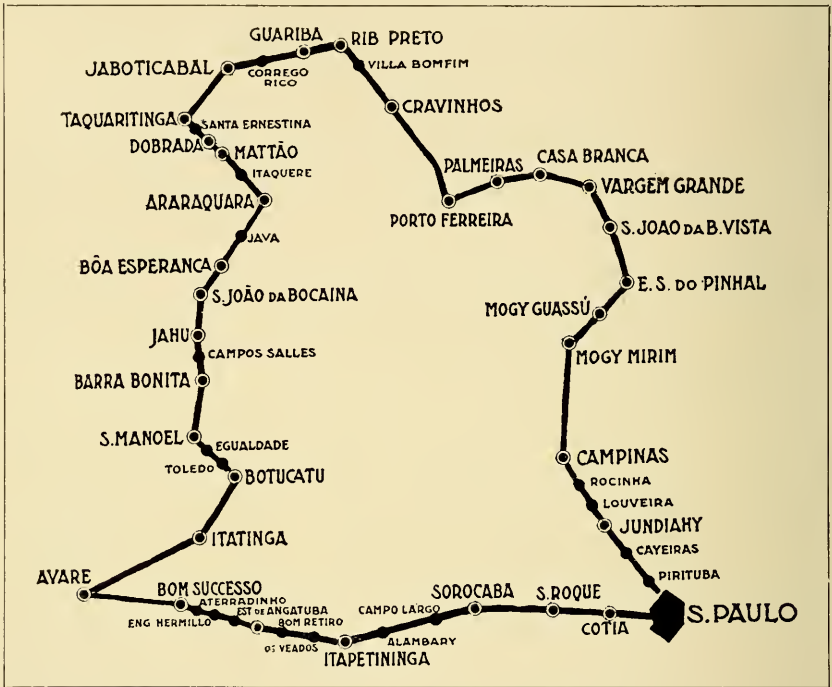 GUARIBA
RIB PRETO
VILLA BOMFIM
JABOTICABAL
CORREGO
RICO
CRAVINHOS
TAQUARITINGA
SANTA ERNESTINA
DOBRADA
MATTÃO
ITAQUERE
PALMEIRAS
CASA BRANCA
VARGEM GRANDE
ARARAQUARA
PORTO FERREIRA
S. JOAO DA B. VISTA
JAVA
BÔA ESPERANCA
E. S. DO PINHAL
S. JOÃO DA BOCAINA
MOGY GUASSÚ
JAHU
MOGY MIRIM
CAMPOS SALLES
BARRA BONITA
S. MANOEL
EGUALDADE
TOLEDO
BOTUCATU
CAMPINAS
ROCINHA
LOUVEIRA
JUNDIAHY
ITATINGA
CAYEIRAS
PIRITUBA
AVARE
BOM SUCCESSO
ATERRADINHO
EST DE ANGATUBA
ENG HERMILLO
BOM RETIRO
OS VEADOS
CAMPO LARGO
SOROCABA
S. ROQUE
S. PAULO
COTIA
ALAMBARY
ITAPETININGA